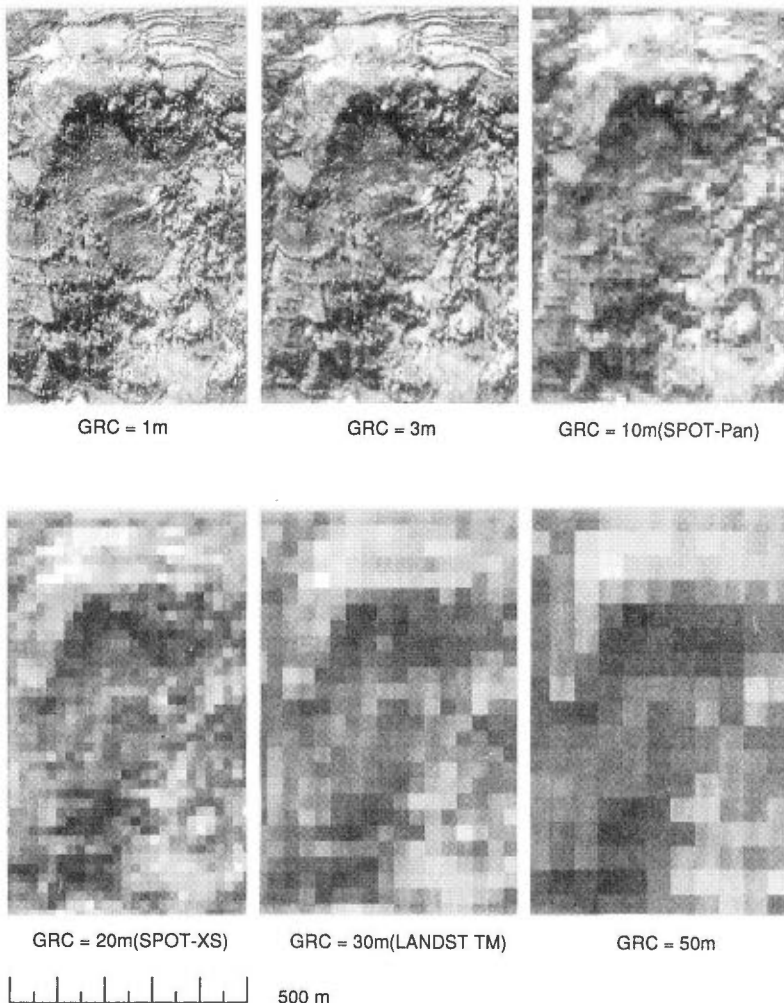 GRC = 1m
GRC = 3m
GRC = 10m(SPOT-Pan)
GRC = 20m(SPOT-XS)
GRC = 30m(LANDST TM)
GRC = 50m
500 m